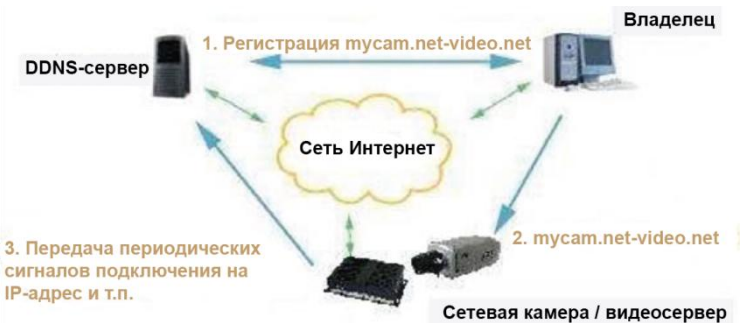 Владелец
1. Регистрация mycam.net-video.net
DDNS-сервер
Сеть Интернет
2. mycam.net-video.net
3. Передача периодических
сигналов подключения на
IP-адрес и т.п.
Сетевая камера / видеосервер